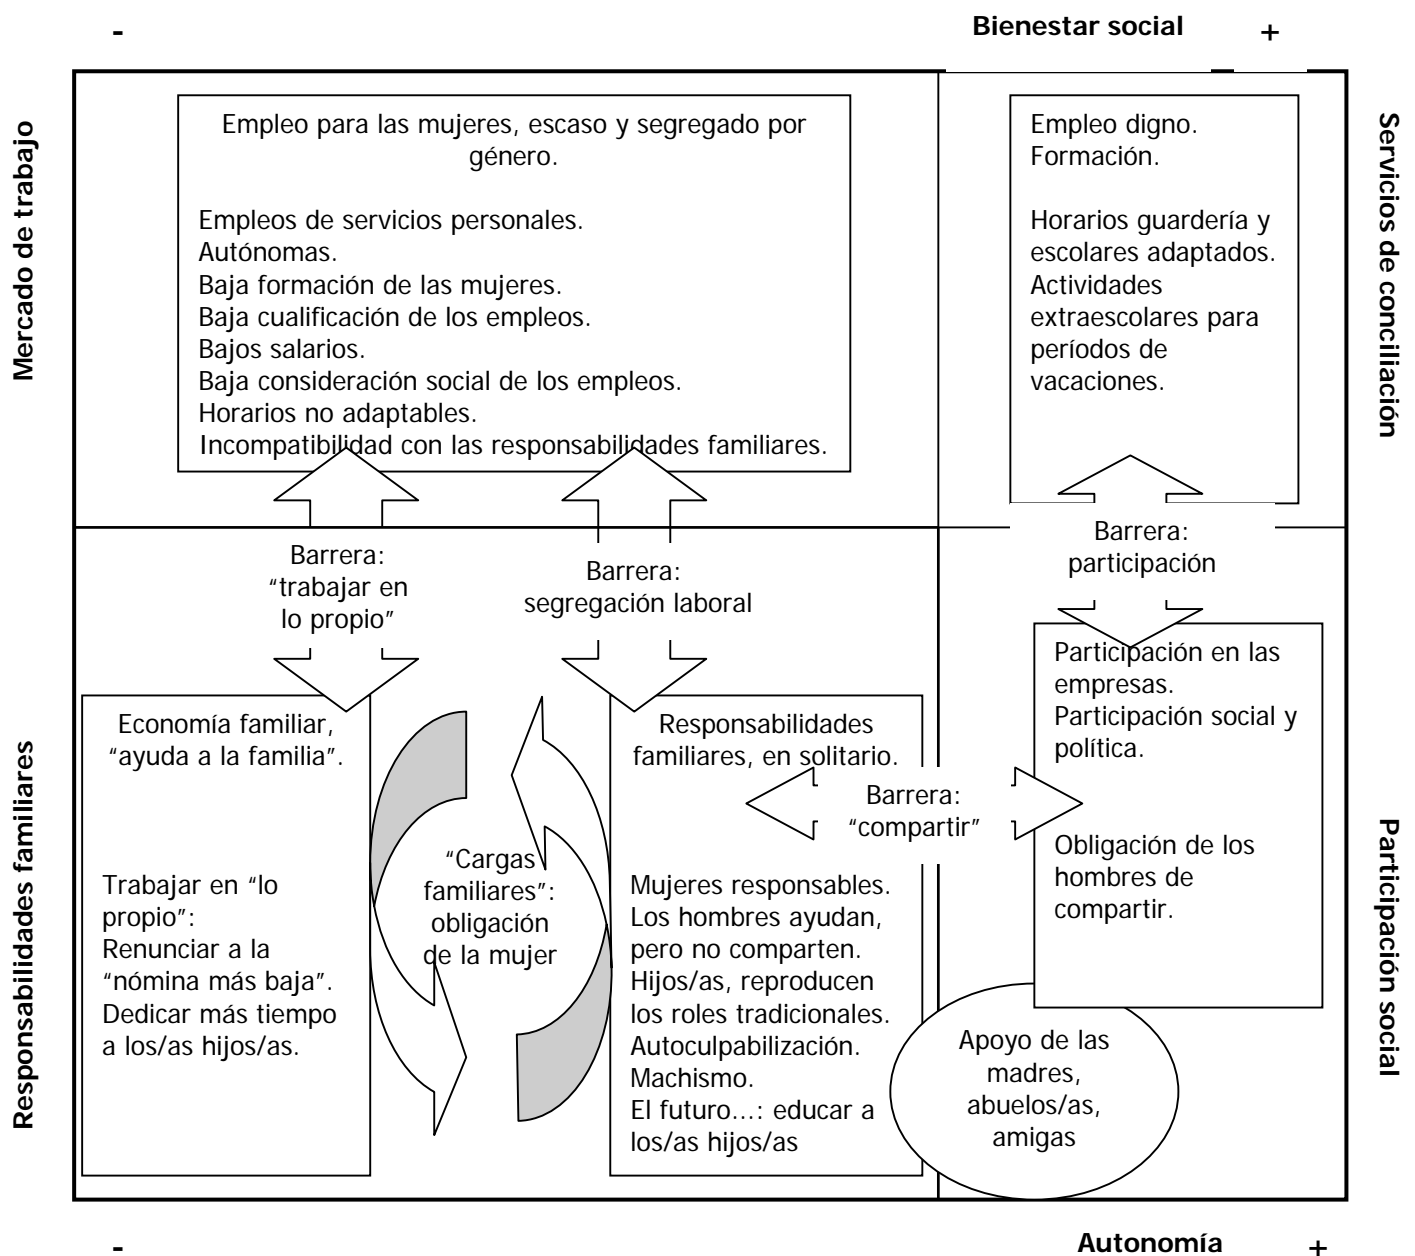 -
Bienestar social
+
Mercado de trabajo
Empleo para las mujeres, escaso y segregado por
género.
Empleos de servicios personales.
Autónomas.
Baja formación de las mujeres.
Baja cualificación de los empleos.
Bajos salarios.
Baja consideración social de los empleos.
Horarios no adaptables.
Incompatibilidad con las responsabilidades familiares.
Empleo digno.
Formación.
Horarios guardería y
escolares adaptados.
Actividades
extraescolares para
períodos de
vacaciones.
Servicios de conciliación
Barrera:
“trabajar en
lo propio”
Barrera:
segregación laboral
Barrera:
participación
Responsabilidades familiares
Economía familiar,
“ayuda a la familia”.
Trabajar en “lo
propio”:
Renunciar a la
“nómina más baja”.
Dedicar más tiempo
a los/as hijos/as.
“Cargas
familiares”:
obligación
de la mujer
Responsabilidades
familiares, en solitario.
Mujeres responsables.
Los hombres ayudan,
pero no comparten.
Hijos/as, reproducen
los roles tradicionales.
Autoculpabilización.
Machismo.
El futuro...: educar a
los/as hijos/as
Barrera:
“compartir”
Participación en las
empresas.
Participación social y
política.
Obligación de los
hombres de
compartir.
Apoyo de las
madres,
abuelos/as,
amigas
Participación social
-
Autonomía
+